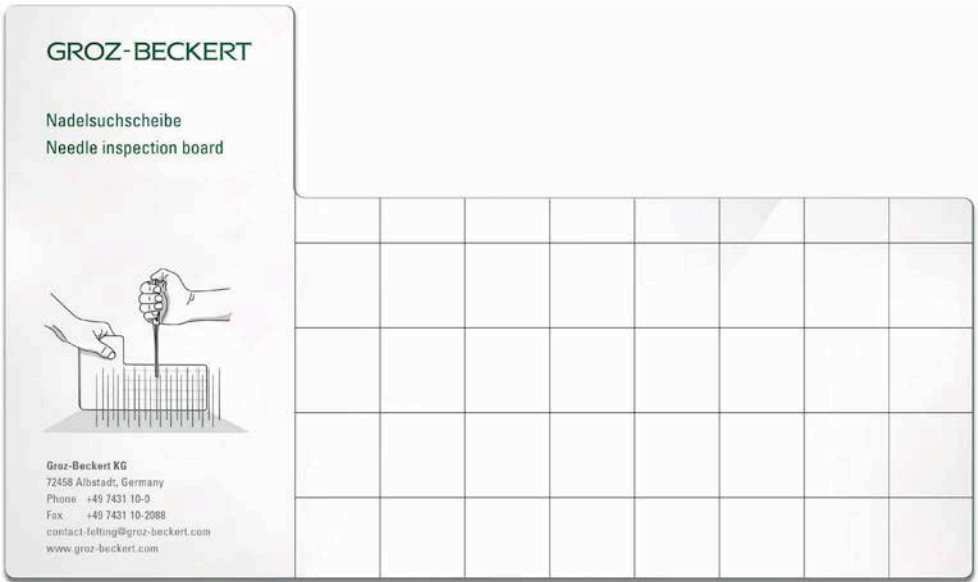 GROZ-BECKERT
Nadelsuchscheibe
Needle inspection board
Groz-Beckert KG
72458 Albstadt, Germany
Phone +49 7431 10-0
Fax +49 7431 10-2088
contact-felting@groz-beckert.com
www.groz-beckert.com